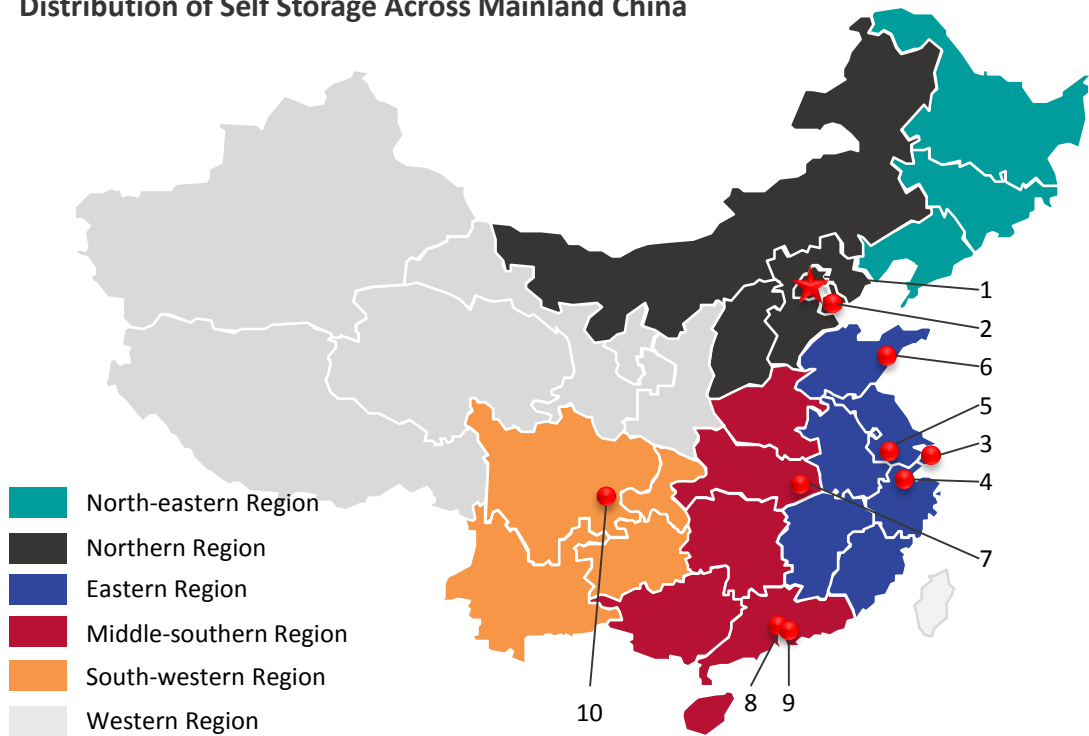 Distribution of Self Storage Across Mainland China
1
2
6
5
3
4
7
10
8
9
North-eastern Region
Northern Region
Eastern Region
Middle-southern Region
South-western Region
Western Region